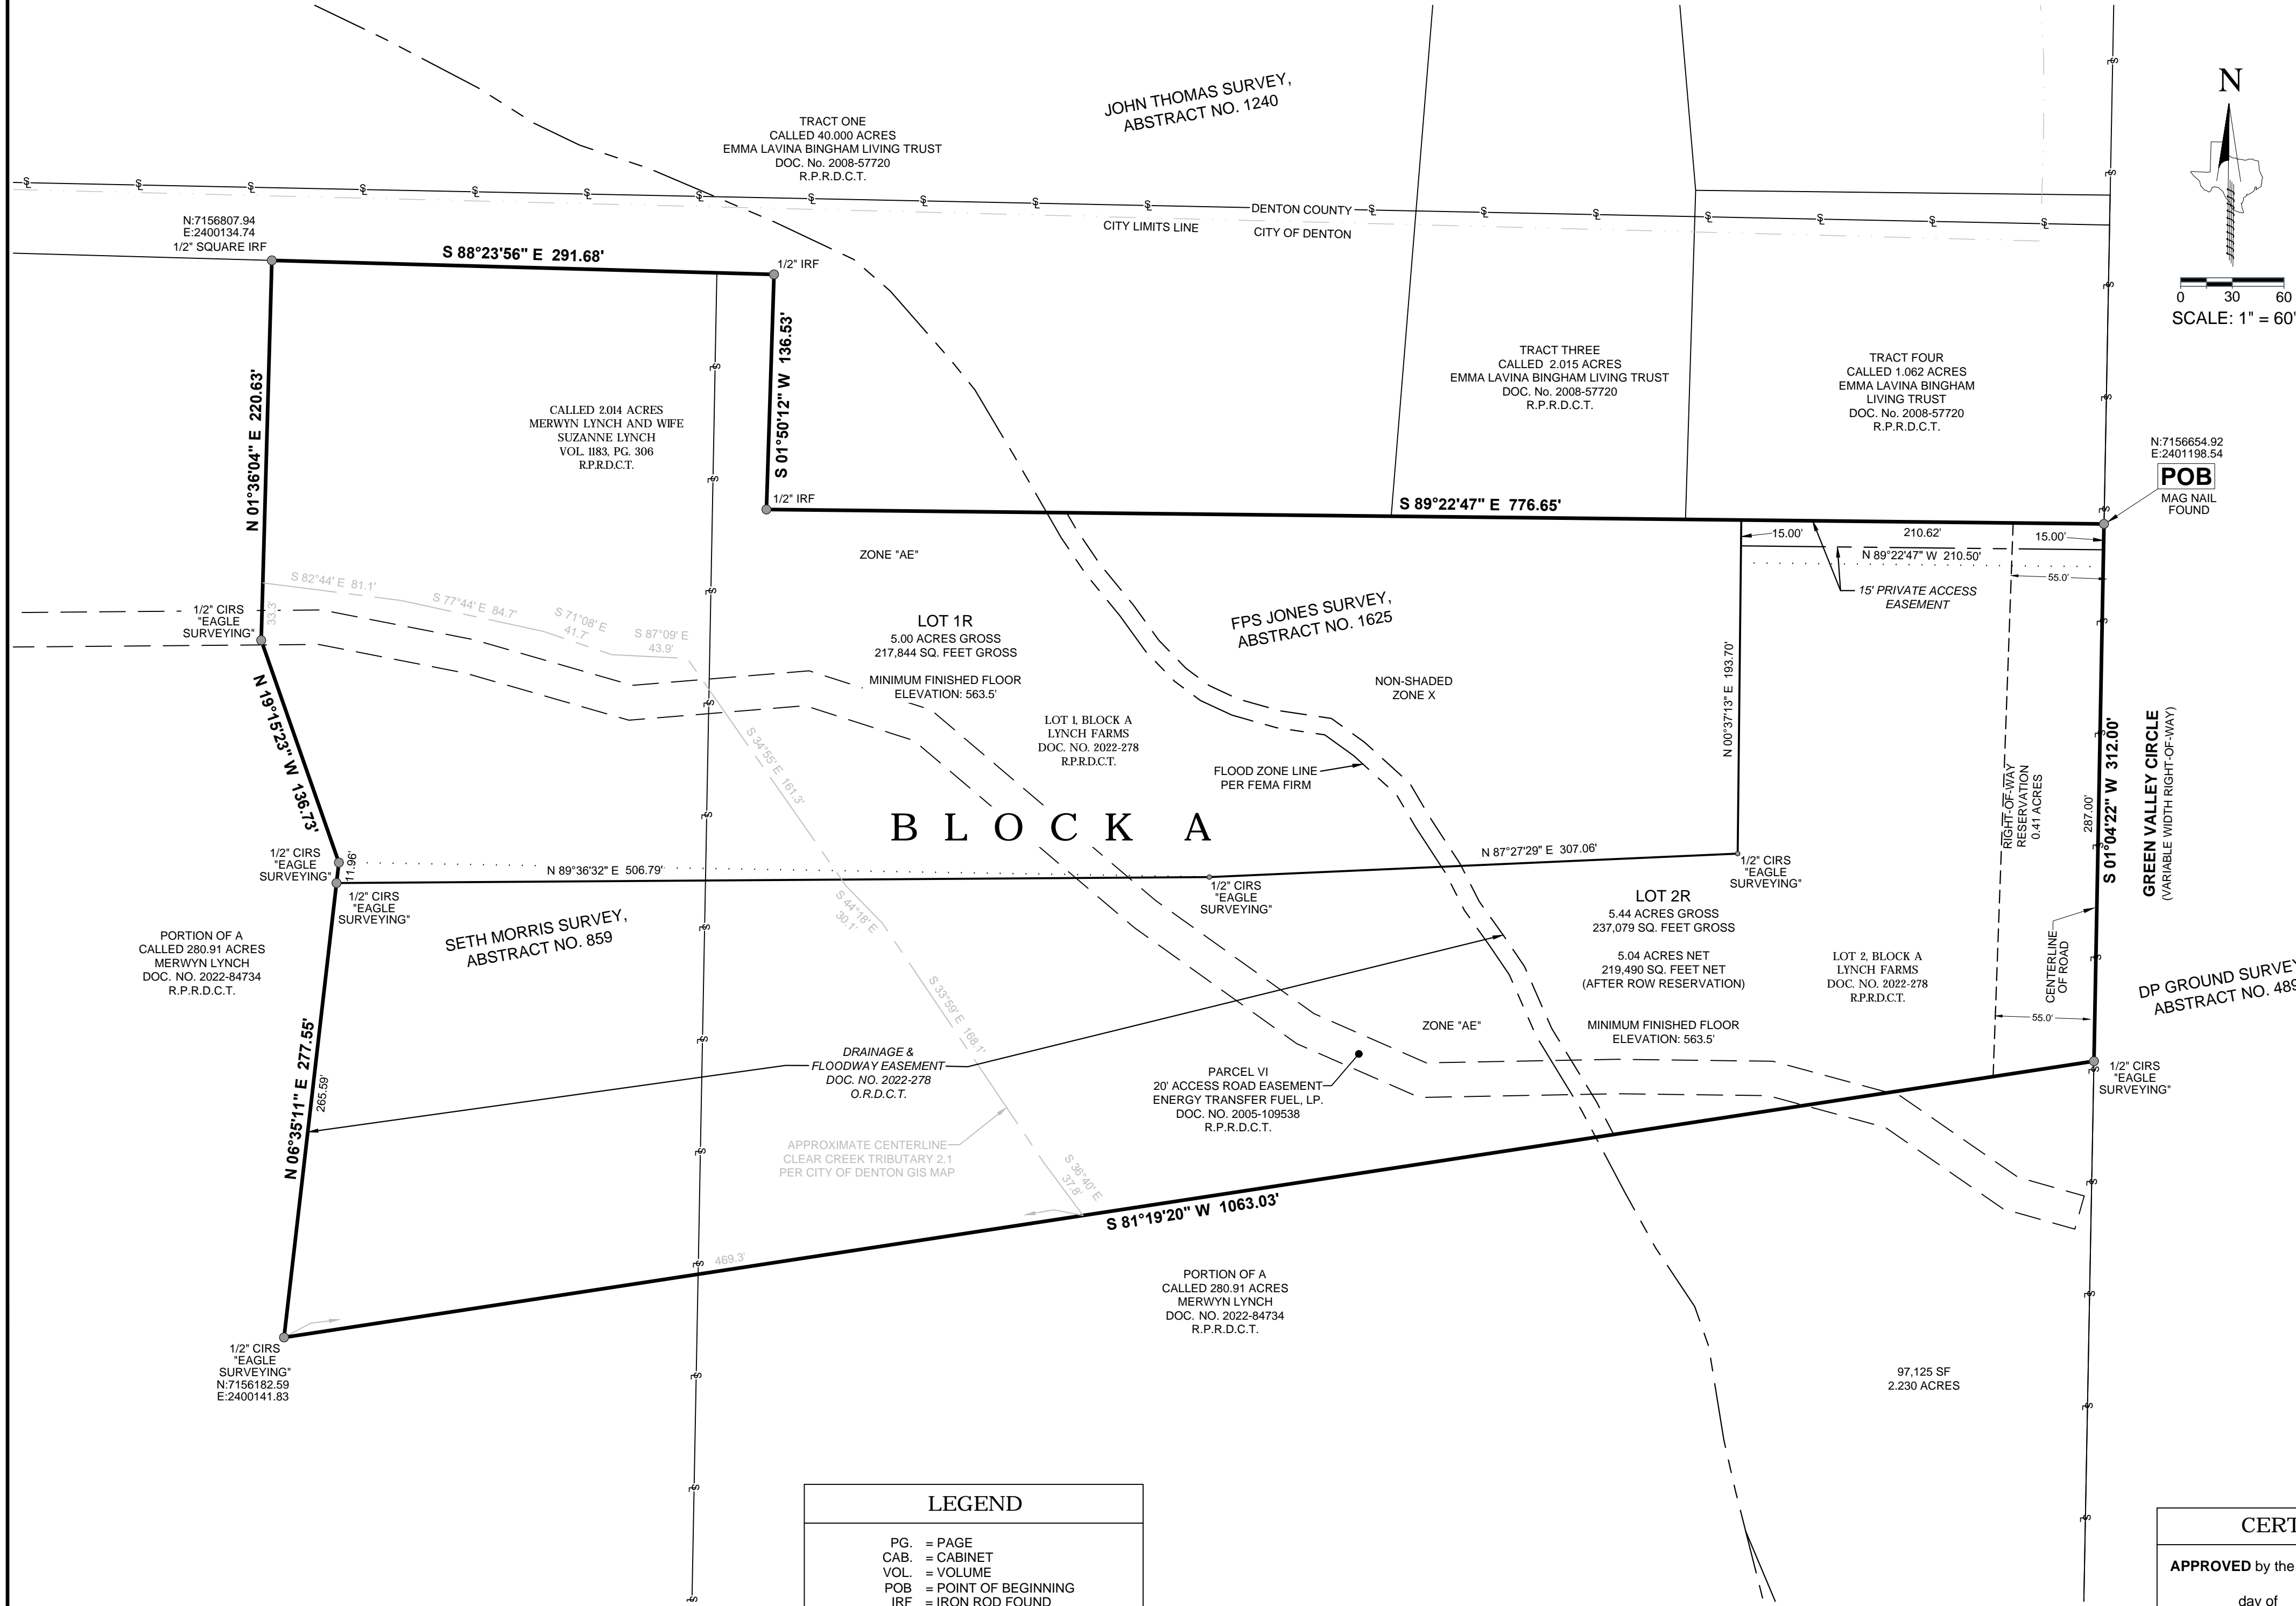 JOHN THOMAS SURVEY,
ABSTRACT NO. 1240
N
TRACT ONE
CALLED 40.000 ACRES
EMMA LAVINA BINGHAM LIVING TRUST
DOC. No. 2008-57720
R.P.R.D.C.T.
DENTON COUNTY
CITY LIMITS LINE
CITY OF DENTON
0 30 60
SCALE: 1" = 60'
N:7156807.94
E:2400134.74
1/2" SQUARE IRF
S 88°23'56" E 291.68'
1/2" IRF
S 01°50'12" W 136.53'
1/2" IRF
N 01°36'04" E 220.63'
CALLED 2.014 ACRES
MERWYN LYNCH AND WIFE
SUZANNE LYNCH
VOL. 1183, PG. 306
R.P.R.D.C.T.
TRACT THREE
CALLED 2.015 ACRES
EMMA LAVINA BINGHAM LIVING TRUST
DOC. No. 2008-57720
R.P.R.D.C.T.
TRACT FOUR
CALLED 1.062 ACRES
EMMA LAVINA BINGHAM
LIVING TRUST
DOC. No. 2008-57720
R.P.R.D.C.T.
N:7156654.92
E:2401198.54
POB
MAG NAIL
FOUND
S 89°22'47" E 776.65'
15.00'
210.62'
15.00'
N 89°22'47" W 210.50'
55.0'
15' PRIVATE ACCESS
EASEMENT
ZONE "AE"
S 82°44' E 81.1'
S 77°44' E 84.7'
S 71°08' E
41.7'
S 87°09' E
43.9'
33.3'
1/2" CIRS
"EAGLE
SURVEYING"
LOT 1R
5.00 ACRES GROSS
217,844 SQ. FEET GROSS
MINIMUM FINISHED FLOOR
ELEVATION: 563.5'
FPS JONES SURVEY,
ABSTRACT NO. 1625
NON-SHADED
ZONE X
LOT 1, BLOCK A
LYNCH FARMS
DOC. NO. 2022-278
R.P.R.D.C.T.
FLOOD ZONE LINE
PER FEMA FIRM
N 00°37'13" E 193.70'
RIGHT-OF-WAY
RESERVATION
0.41 ACRES
287.00'
S 01°04'22" W 312.00'
GREEN VALLEY CIRCLE
(VARIABLE WIDTH RIGHT-OF-WAY)
N 19°15'23" W 136.73'
S 34°55' E 161.3'
BLOCK A
1/2" CIRS
"EAGLE
SURVEYING"
11.96'
N 89°36'32" E 506.79'
N 87°27'29" E 307.06'
1/2" CIRS
"EAGLE
SURVEYING"
1/2" CIRS
"EAGLE
SURVEYING"
1/2" CIRS
"EAGLE
SURVEYING"
S 44°18' E
30.1'
SETH MORRIS SURVEY,
ABSTRACT NO. 859
PORTION OF A
CALLED 280.91 ACRES
MERWYN LYNCH
DOC. NO. 2022-84734
R.P.R.D.C.T.
LOT 2R
5.44 ACRES GROSS
237,079 SQ. FEET GROSS
5.04 ACRES NET
219,490 SQ. FEET NET
(AFTER ROW RESERVATION)
MINIMUM FINISHED FLOOR
ELEVATION: 563.5'
LOT 2, BLOCK A
LYNCH FARMS
DOC. NO. 2022-278
R.P.R.D.C.T.
CENTERLINE
OF ROAD
55.0'
DP GROUND SURVEY
ABSTRACT NO. 489
S 33°59' E 168.1'
ZONE "AE"
N 06°35'11" E 277.55'
265.59'
DRAINAGE &
FLOODWAY EASEMENT
DOC. NO. 2022-278
O.R.D.C.T.
PARCEL VI
20' ACCESS ROAD EASEMENT
ENERGY TRANSFER FUEL, LP.
DOC. NO. 2005-109538
R.P.R.D.C.T.
1/2" CIRS
"EAGLE
SURVEYING"
APPROXIMATE CENTERLINE
CLEAR CREEK TRIBUTARY 2.1
PER CITY OF DENTON GIS MAP
S 36°40' E
37.8'
S 81°19'20" W 1063.03'
469.3'
PORTION OF A
CALLED 280.91 ACRES
MERWYN LYNCH
DOC. NO. 2022-84734
R.P.R.D.C.T.
1/2" CIRS
"EAGLE
SURVEYING"
N:7156182.59
E:2400141.83
97,125 SF
2.230 ACRES
LEGEND
PG. = PAGE
CAB. = CABINET
VOL. = VOLUME
POB = POINT OF BEGINNING
IRF = IRON ROD FOUND
CERT
APPROVED by the
day of